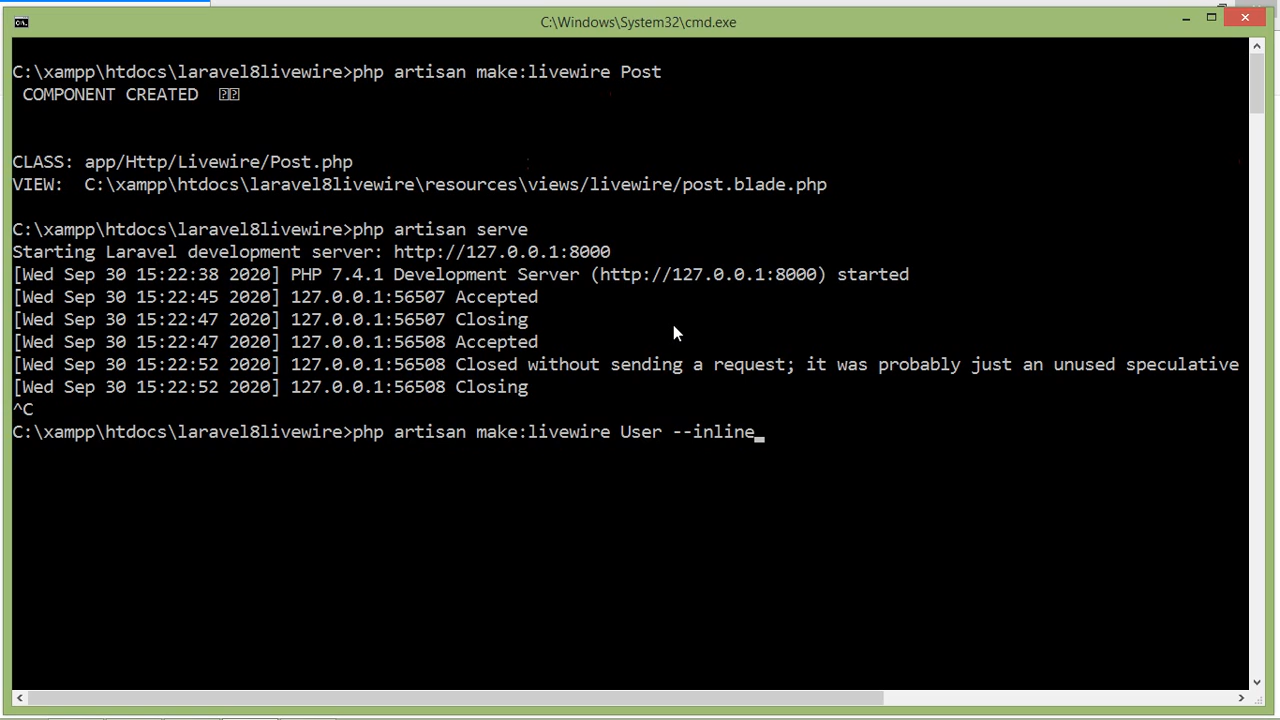 C:\Windows\System32\cmd.exe
C:\xampp\htdocs\laravel8livewire>php artisan make:livewire Post
COMPONENT CREATED
CLASS: app/Http/Livewire/Post.php
VIEW:  C:\xampp\htdocs\laravel8livewire\resources\views/livewire/post.blade.php
C:\xampp\htdocs\laravel8livewire>php artisan serve
Starting Laravel development server: http://127.0.0.1:8000
[Wed Sep 30 15:22:38 2020] PHP 7.4.1 Development Server (http://127.0.0.1:8000) started
[Wed Sep 30 15:22:45 2020] 127.0.0.1:56507 Accepted
[Wed Sep 30 15:22:47 2020] 127.0.0.1:56507 Closing
[Wed Sep 30 15:22:47 2020] 127.0.0.1:56508 Accepted
[Wed Sep 30 15:22:52 2020] 127.0.0.1:56508 Closed without sending a request; it was probably just an unused speculative
[Wed Sep 30 15:22:52 2020] 127.0.0.1:56508 Closing
^C
C:\xampp\htdocs\laravel8livewire>php artisan make:livewire User --inline_